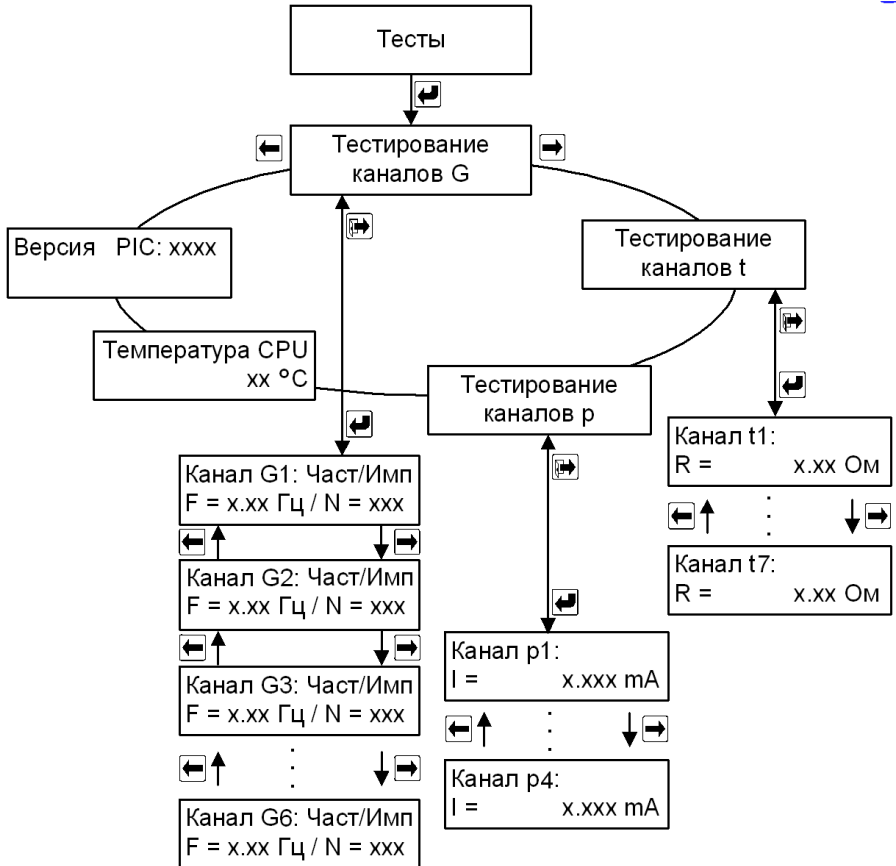 Тесты
Тестирование
каналов G
Версия PIC: xxxx
Тестирование
каналов t
Температура CPU
xx °C
Тестирование
каналов p
Канал t1:
R = x.xx Ом
Канал t7:
R = x.xx Ом
Канал G1: Част/Имп
F = x.xx Гц / N = xxx
Канал G2: Част/Имп
F = x.xx Гц / N = xxx
Канал G3: Част/Имп
F = x.xx Гц / N = xxx
Канал G6: Част/Имп
F = x.xx Гц / N = xxx
Канал p1:
I = x.xxx mA
Канал p4:
I = x.xxx mA